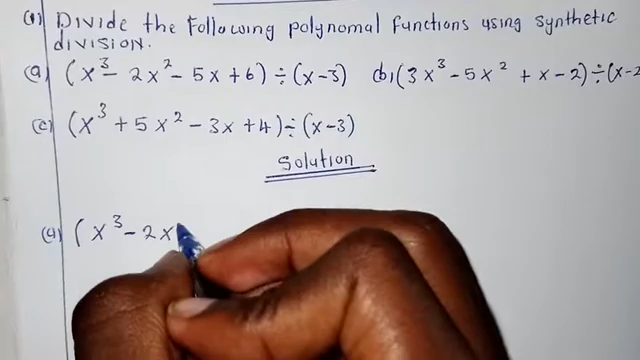 (1) Divide the Following polynomal functions using synthetic
division.
(a) (x³ - 2x² - 5x + 6) ÷ (x-3) (b) (3x³ - 5x² + x - 2) ÷ (x-2
(c) (x³ + 5x² - 3x + 4) ÷ (x-3)
Solution
(a) (x³ - 2x